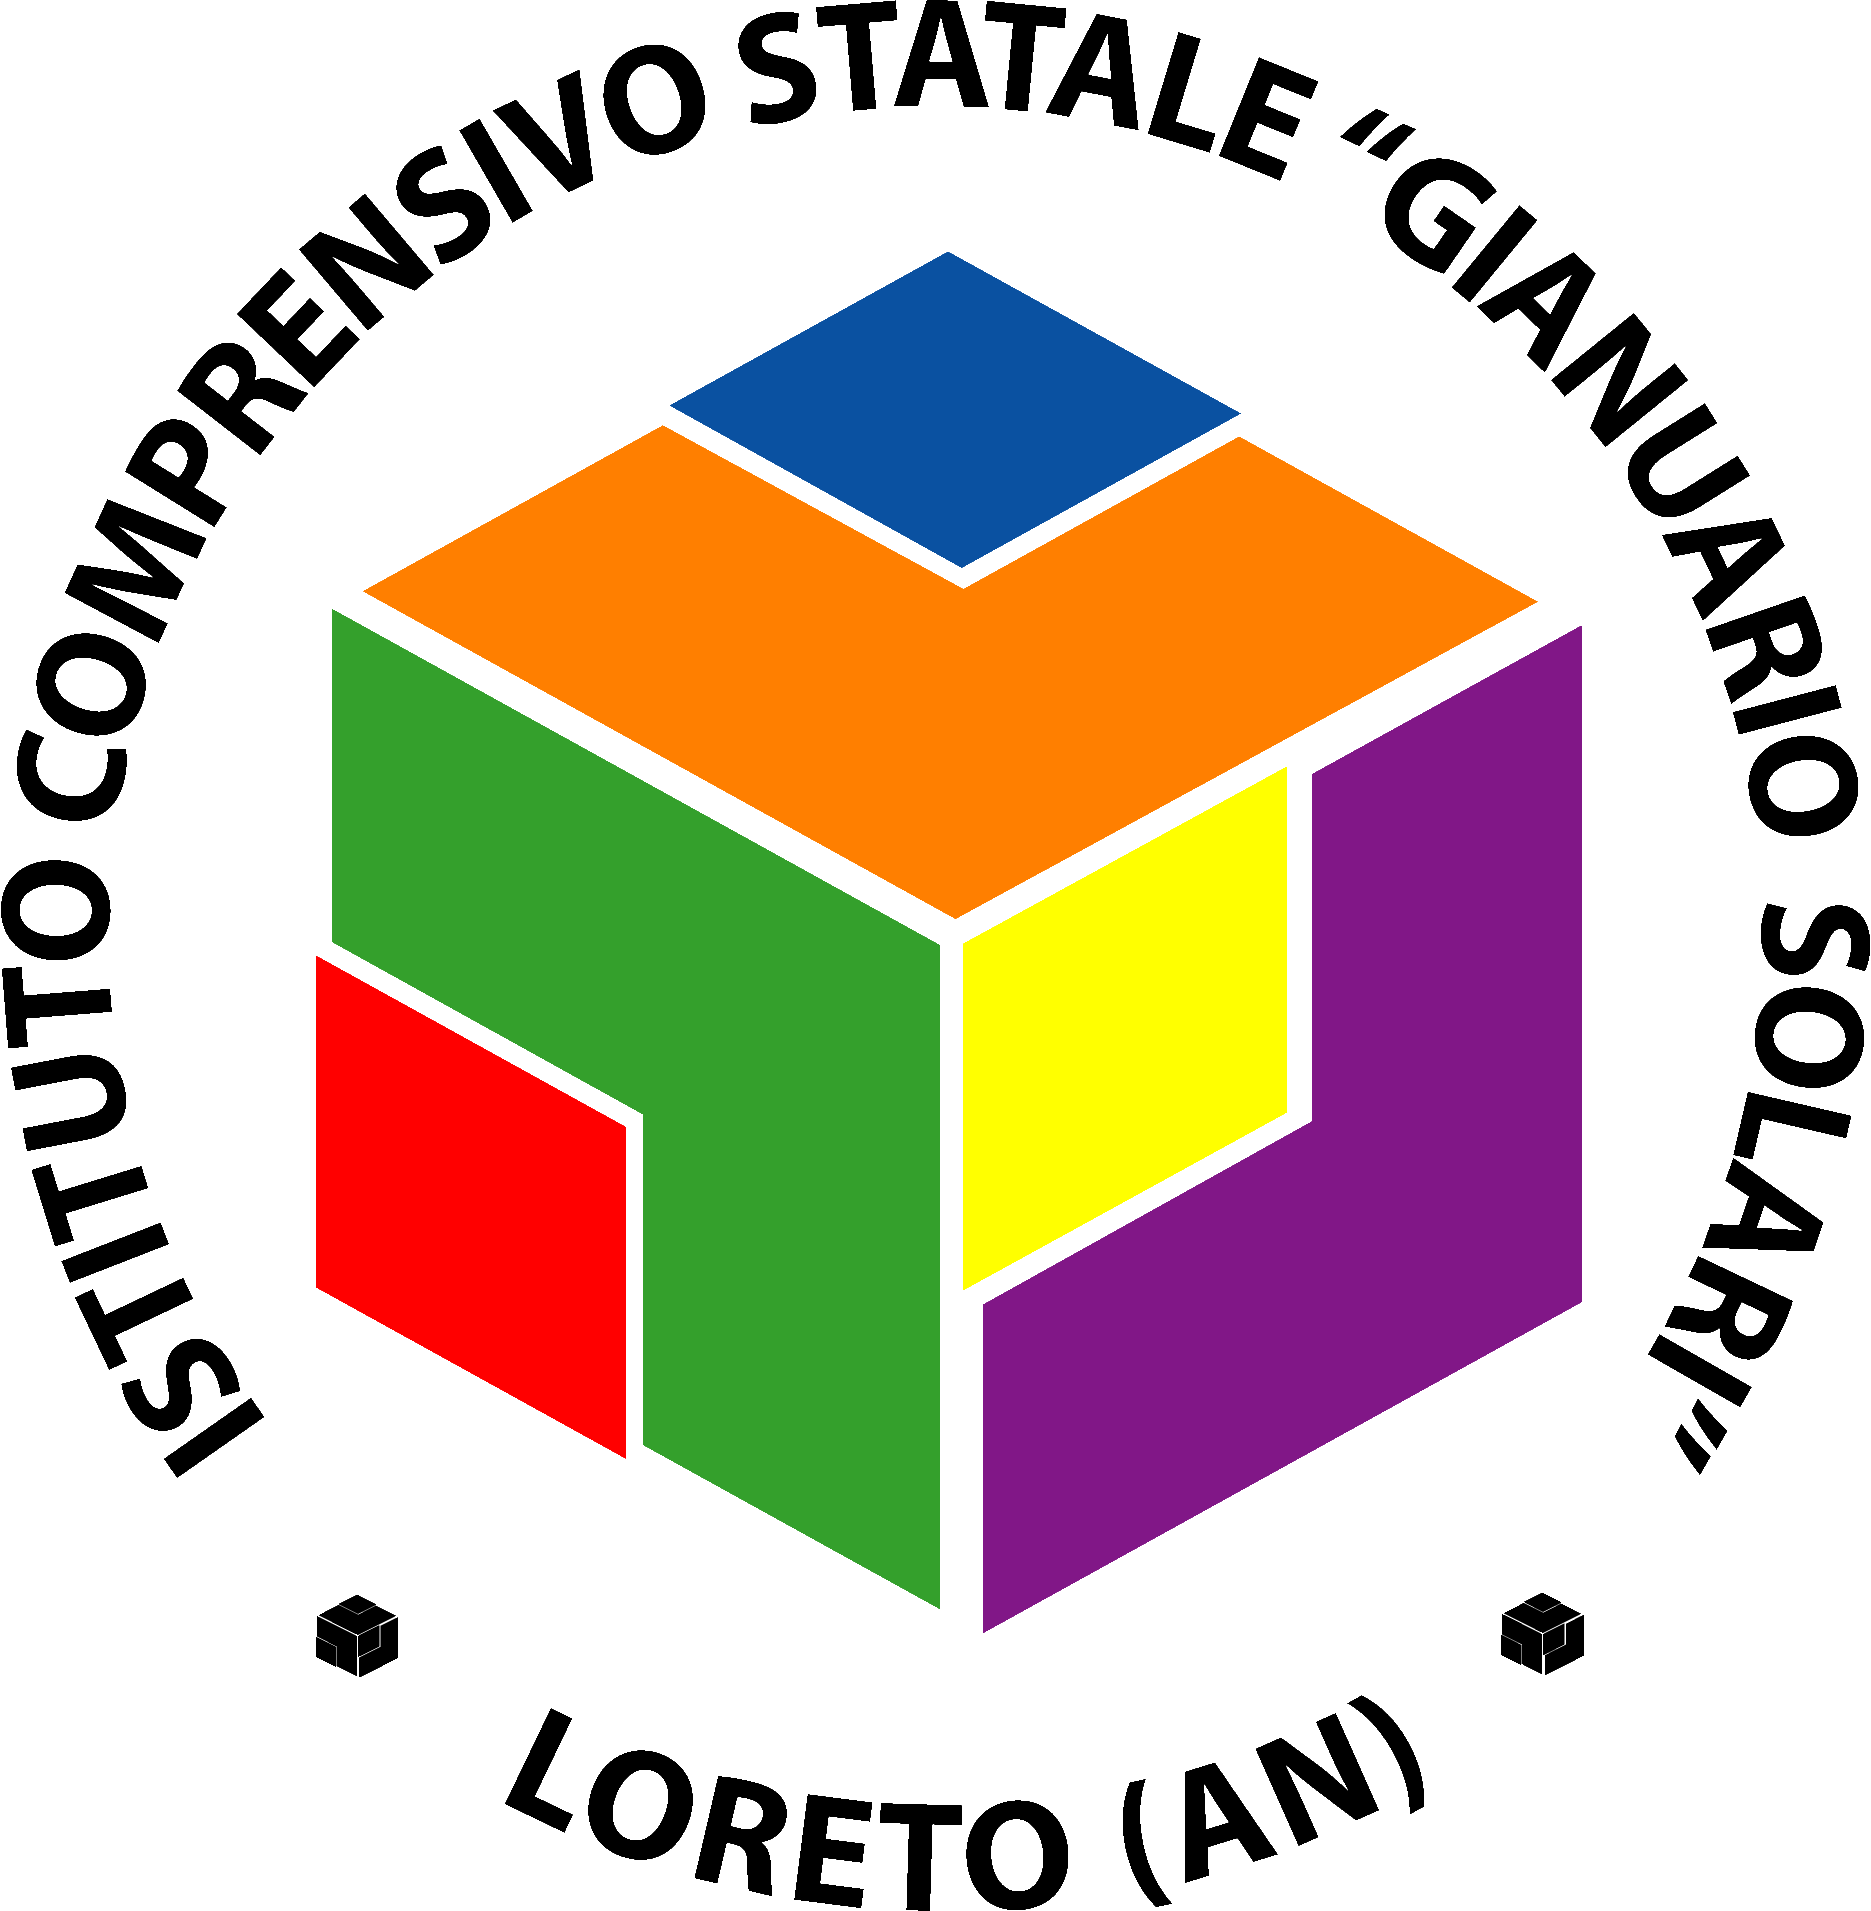 ISTITUTO COMPRENSIVO STATALE “GIANUARIO SOLARI”
LORETO (AN)